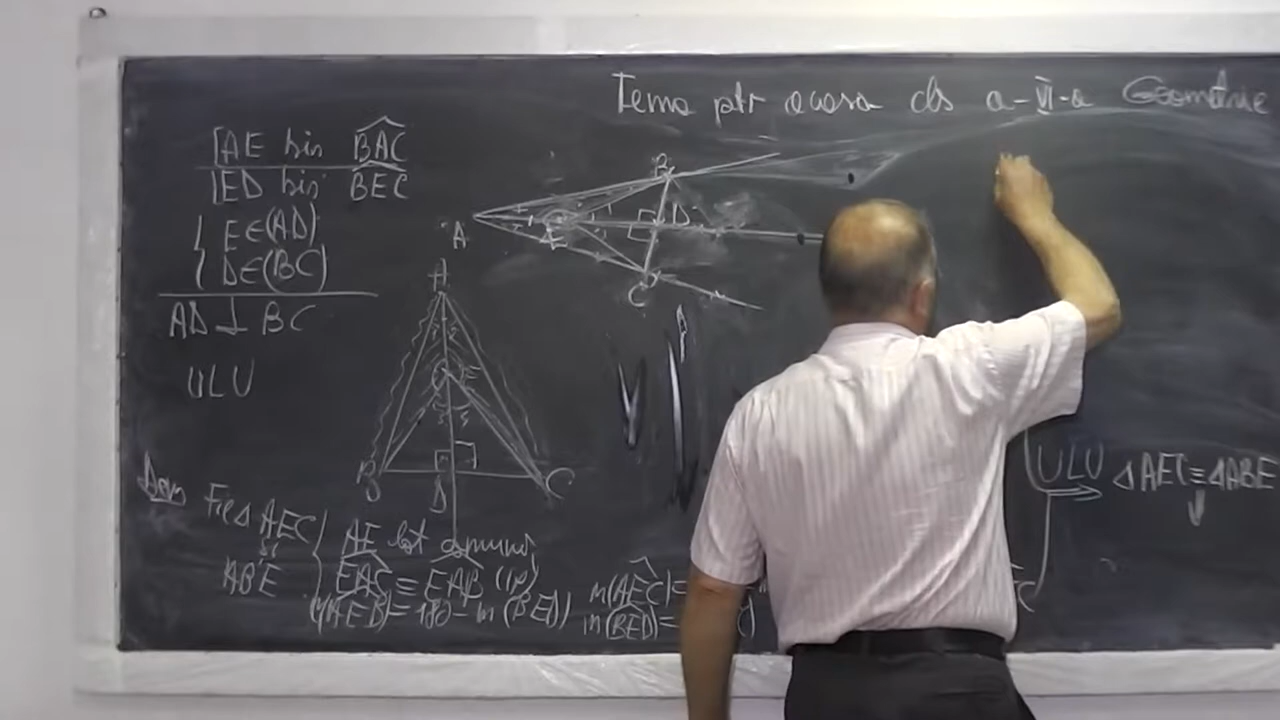 Tema ptr acasa cls a-VI-a Geometrie
[AE bis BAC
[ED bis BEC
E∈(AD)
D∈(BC)
AD⊥BC
ULU
A
B
C
D
E
A
B
C
D
E
Dem Fie Δ AEC
și
ABE
AE lat comună
EAC ≡ EAB (ip)
m(AEB)=180-m(BED)
m(AEC)=
m(BED)=
ULU ΔAEC≡ΔABE